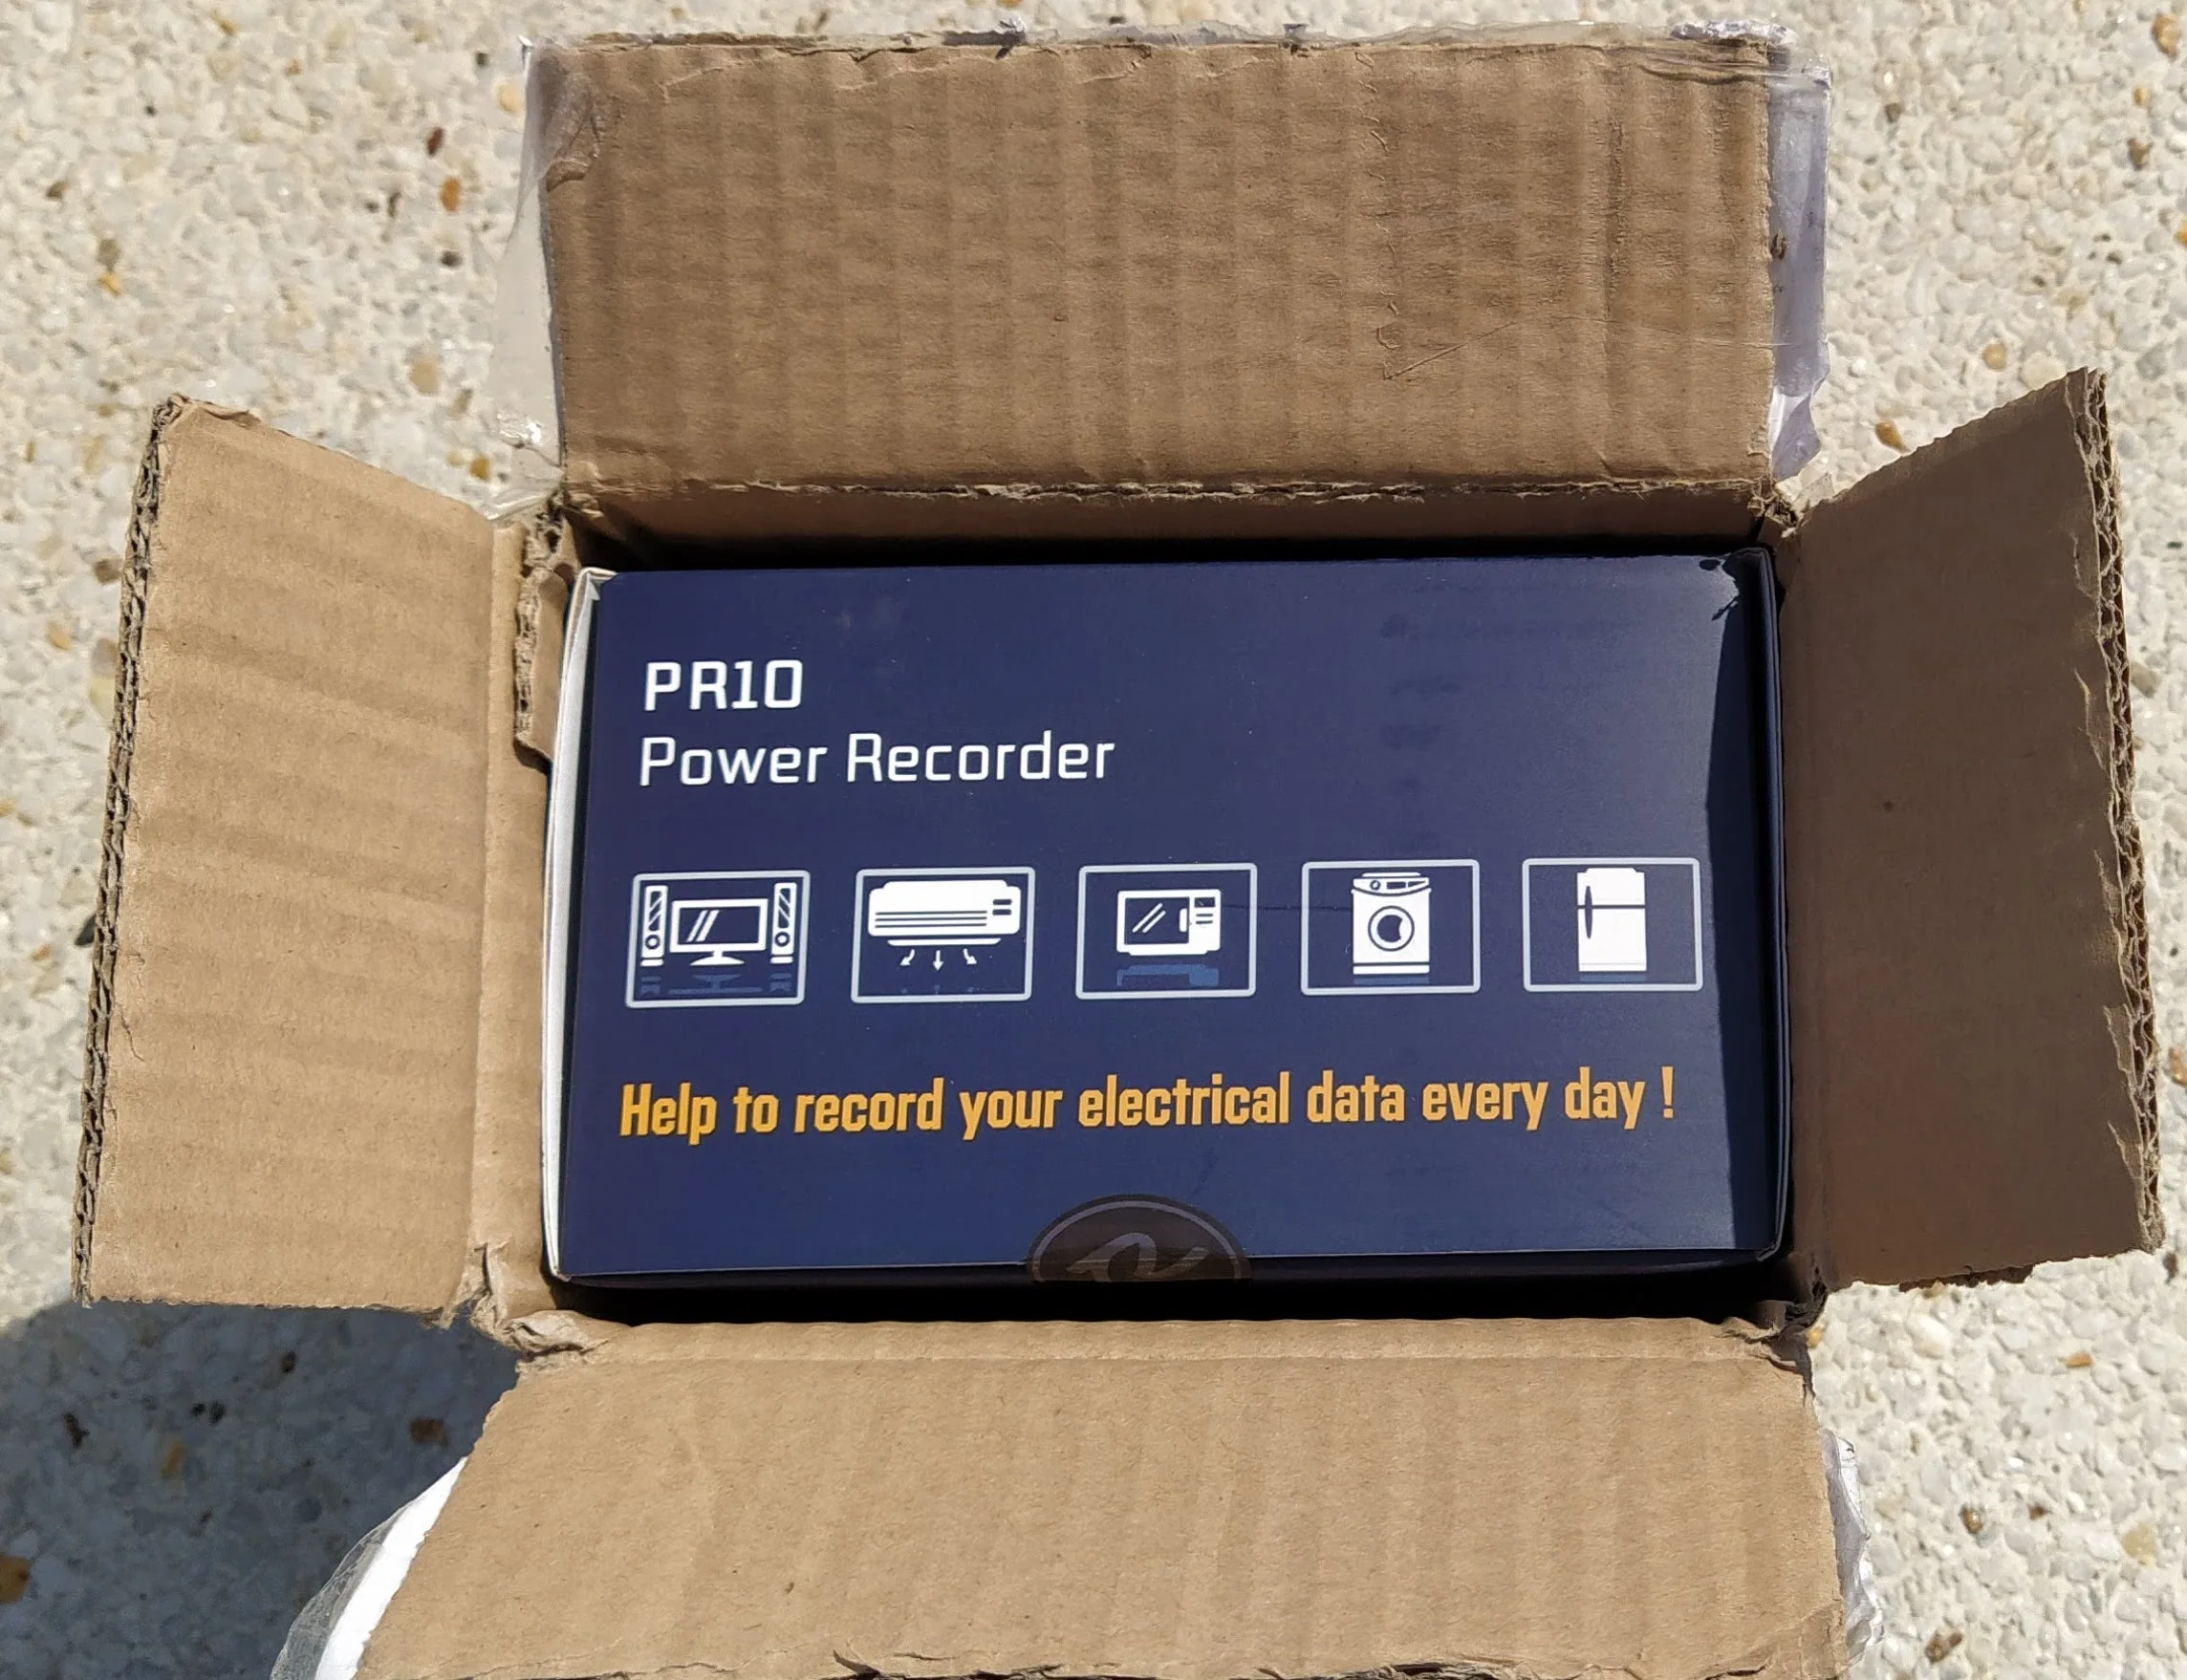 PR10
Power Recorder
Help to record your electrical data every day !